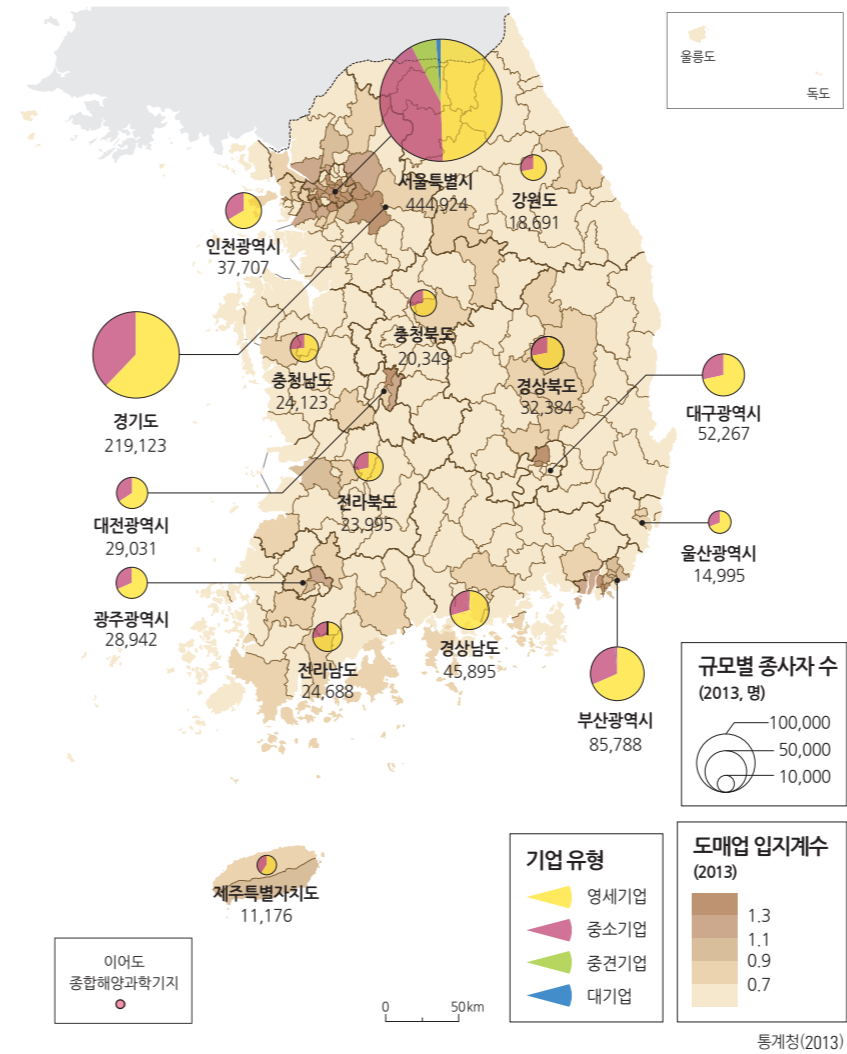 울릉도
독도
서울특별시
444,924
강원도
18,691
인천광역시
37,707
충청북도
20,349
충청남도
24,123
경상북도
32,384
대구광역시
52,267
경기도
219,123
전라북도
23,995
대전광역시
29,031
울산광역시
14,995
광주광역시
28,942
전라남도
24,688
경상남도
45,895
부산광역시
85,788
규모별 종사자 수
(2013, 명)
100,000
50,000
10,000
제주특별자치도
11,176
기업 유형
영세기업
중소기업
중견기업
대기업
도매업 입지계수
(2013)
1.3
1.1
0.9
0.7
이어도
종합해양과학기지
0 50km
통계청(2013)